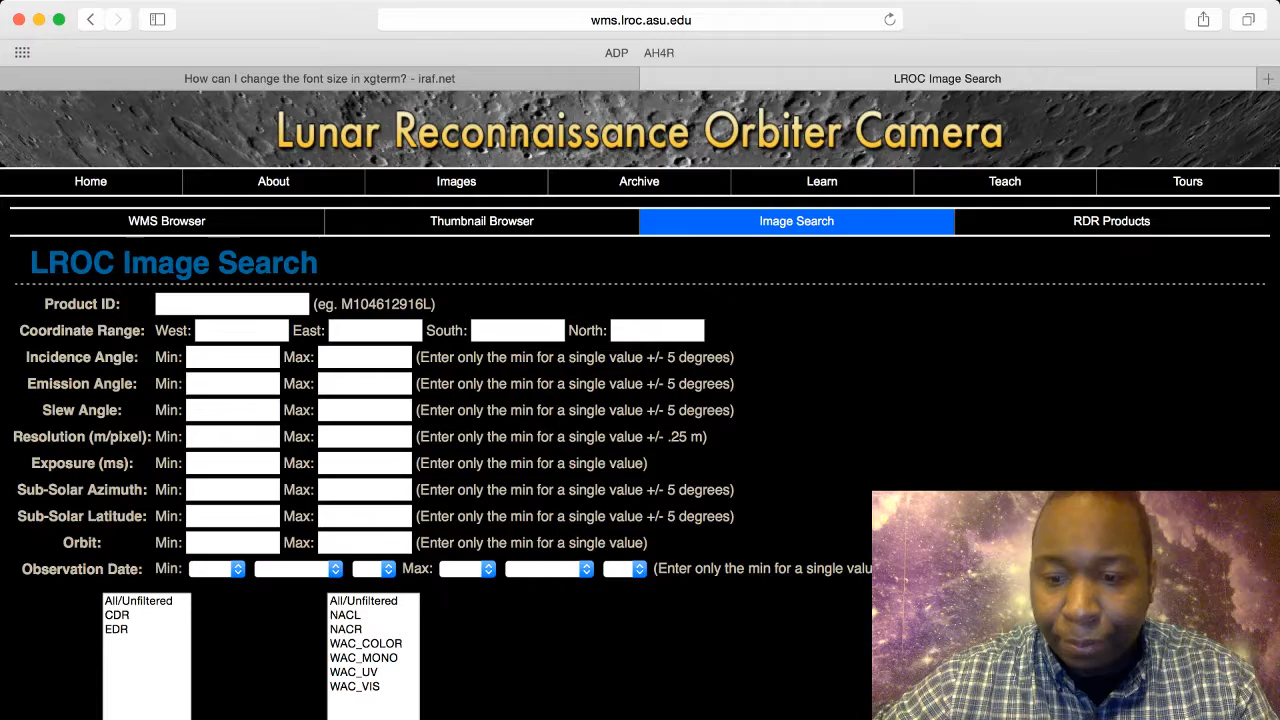 wms.lroc.asu.edu
ADP AH4R
How can I change the font size in xgterm? - iraf.net LROC Image Search
Lunar Reconnaissance Orbiter Camera
Home About Images Archive Learn Teach Tours
WMS Browser Thumbnail Browser Image Search RDR Products
LROC Image Search
Product ID: (eg. M104612916L)
Coordinate Range: West: East: South: North:
Incidence Angle: Min: Max: (Enter only the min for a single value +/- 5 degrees)
Emission Angle: Min: Max: (Enter only the min for a single value +/- 5 degrees)
Slew Angle: Min: Max: (Enter only the min for a single value +/- 5 degrees)
Resolution (m/pixel): Min: Max: (Enter only the min for a single value +/- .25 m)
Exposure (ms): Min: Max: (Enter only the min for a single value)
Sub-Solar Azimuth: Min: Max: (Enter only the min for a single value +/- 5 degrees)
Sub-Solar Latitude: Min: Max: (Enter only the min for a single value +/- 5 degrees)
Orbit: Min: Max: (Enter only the min for a single value)
Observation Date: Min: Max: (Enter only the min for a single valu
All/Unfiltered All/Unfiltered
CDR NACL
EDR NACR
WAC_COLOR
WAC_MONO
WAC_UV
WAC_VIS